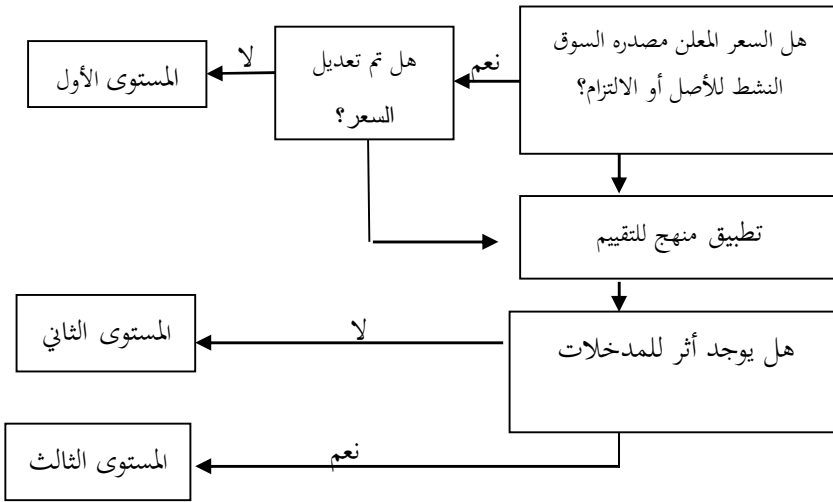 هل السعر المعلن مصدره السوق
النشط للأصل أو الالتزام؟
نعم
هل تم تعديل
السعر؟
لا
المستوى الأول
تطبيق منهج للتقييم
هل يوجد أثر للمدخلات
لا
المستوى الثاني
نعم
المستوى الثالث